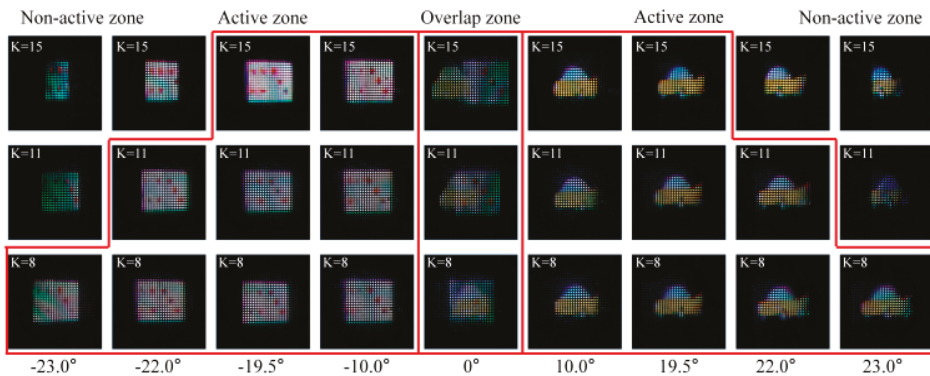 Non-active zone Active zone Overlap zone Active zone Non-active zone
K=15 K=15 K=15 K=15 K=15 K=15 K=15 K=15 K=15
K=11 K=11 K=11 K=11 K=11 K=11 K=11 K=11 K=11
K=8 K=8 K=8 K=8 K=8 K=8 K=8 K=8 K=8
-23.0° -22.0° -19.5° -10.0° 0° 10.0° 19.5° 22.0° 23.0°